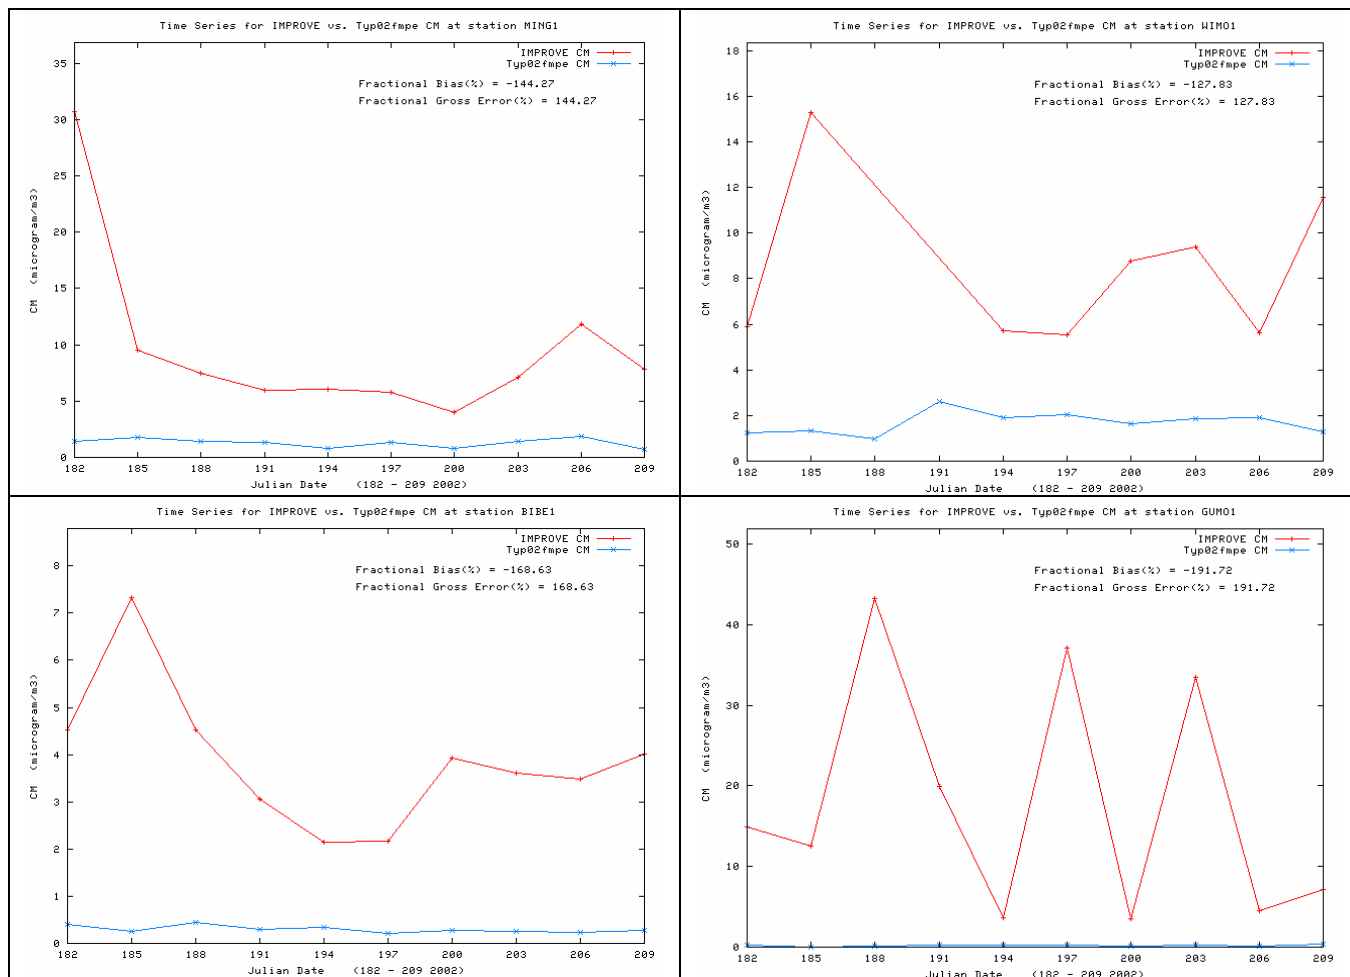 Time Series for IMPROVE vs. Typ02fmpe CM at station MING1
IMPROVE CM
Typ02fmpe CM
Fractional Bias(%) = -144.27
Fractional Gross Error(%) = 144.27
35
30
25
20
15
10
5
0
CM (microgram/m3)
182 185 188 191 194 197 200 203 206 209
Julian Date (182 - 209 2002)
Time Series for IMPROVE vs. Typ02fmpe CM at station WIMO1
IMPROVE CM
Typ02fmpe CM
Fractional Bias(%) = -127.83
Fractional Gross Error(%) = 127.83
18
16
14
12
10
8
6
4
2
0
CM (microgram/m3)
182 185 188 191 194 197 200 203 206 209
Julian Date (182 - 209 2002)
Time Series for IMPROVE vs. Typ02fmpe CM at station BIBE1
IMPROVE CM
Typ02fmpe CM
Fractional Bias(%) = -168.63
Fractional Gross Error(%) = 168.63
8
7
6
5
4
3
2
1
0
CM (microgram/m3)
182 185 188 191 194 197 200 203 206 209
Julian Date (182 - 209 2002)
Time Series for IMPROVE vs. Typ02fmpe CM at station GUMO1
IMPROVE CM
Typ02fmpe CM
Fractional Bias(%) = -191.72
Fractional Gross Error(%) = 191.72
50
40
30
20
10
0
CM (microgram/m3)
182 185 188 191 194 197 200 203 206 209
Julian Date (182 - 209 2002)